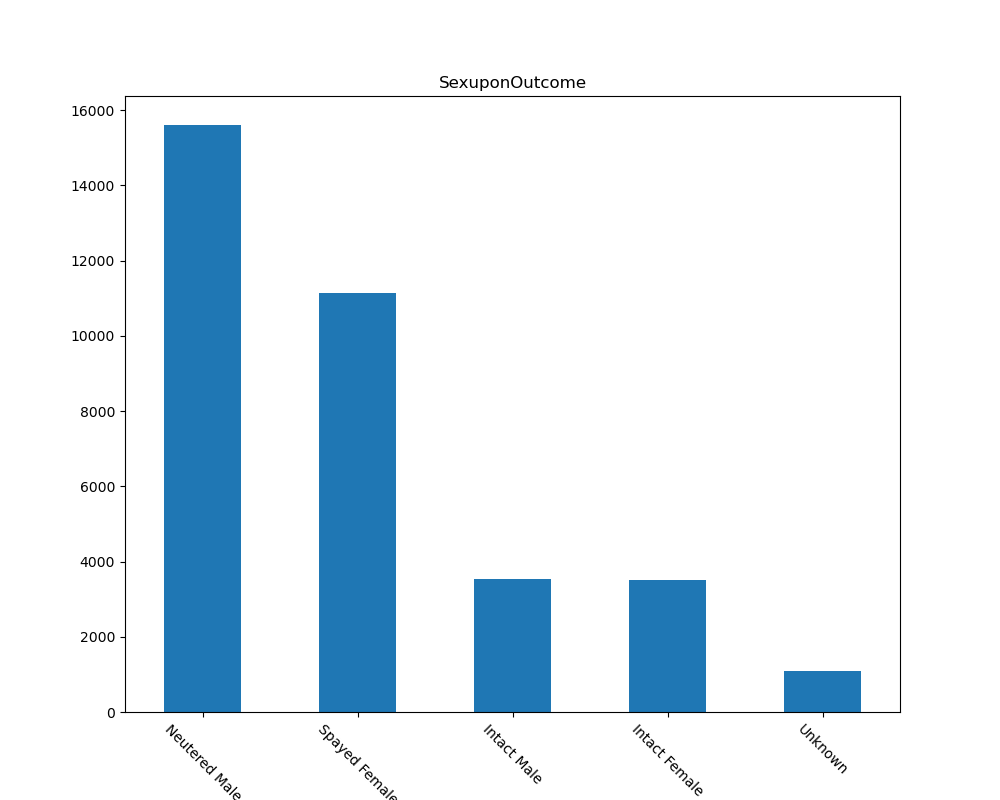 SexuponOutcome
16000
14000
12000
10000
8000
6000
4000
2000
0
Neutered Male
Spayed Female
Intact Male
Intact Female
Unknown